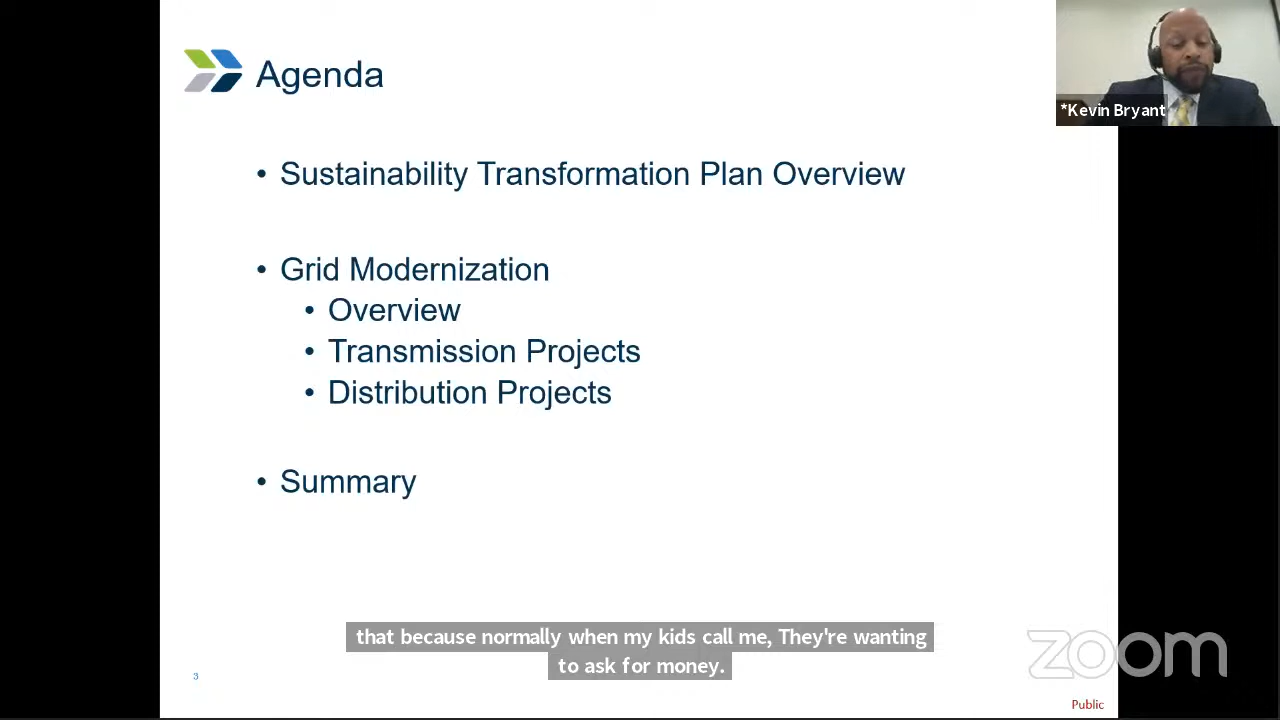 Agenda
*Kevin Bryant
• Sustainability Transformation Plan Overview
• Grid Modernization
• Overview
• Transmission Projects
• Distribution Projects
• Summary
that because normally when my kids call me, They're wanting
to ask for money.
zoom
3
Public